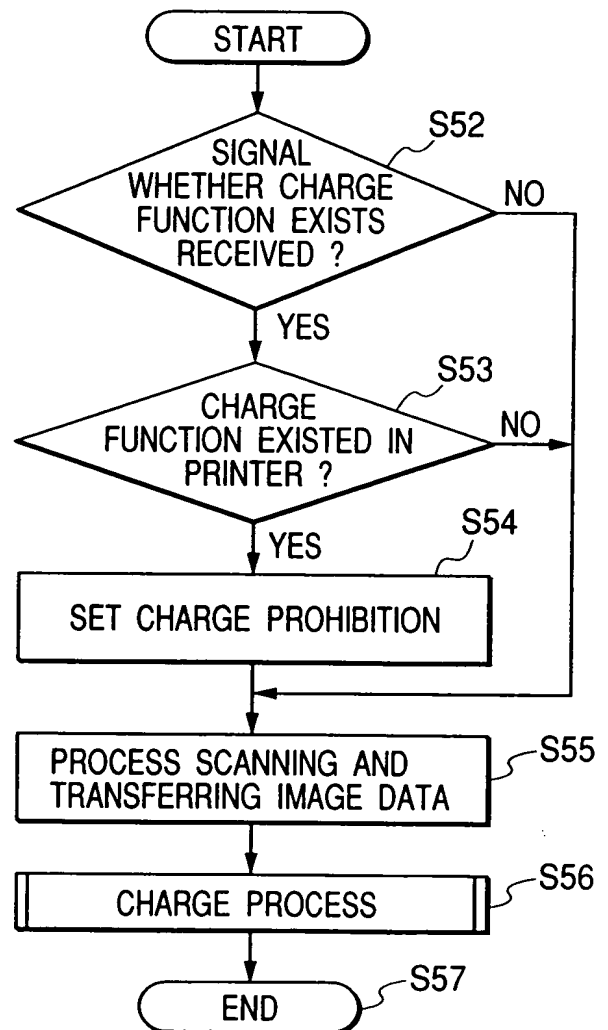 START
S52
SIGNAL
WHETHER CHARGE
FUNCTION EXISTS
RECEIVED ?
NO
YES
S53
CHARGE
FUNCTION EXISTED IN
PRINTER ?
NO
YES
S54
SET CHARGE PROHIBITION
S55
PROCESS SCANNING AND
TRANSFERRING IMAGE DATA
S56
CHARGE PROCESS
S57
END